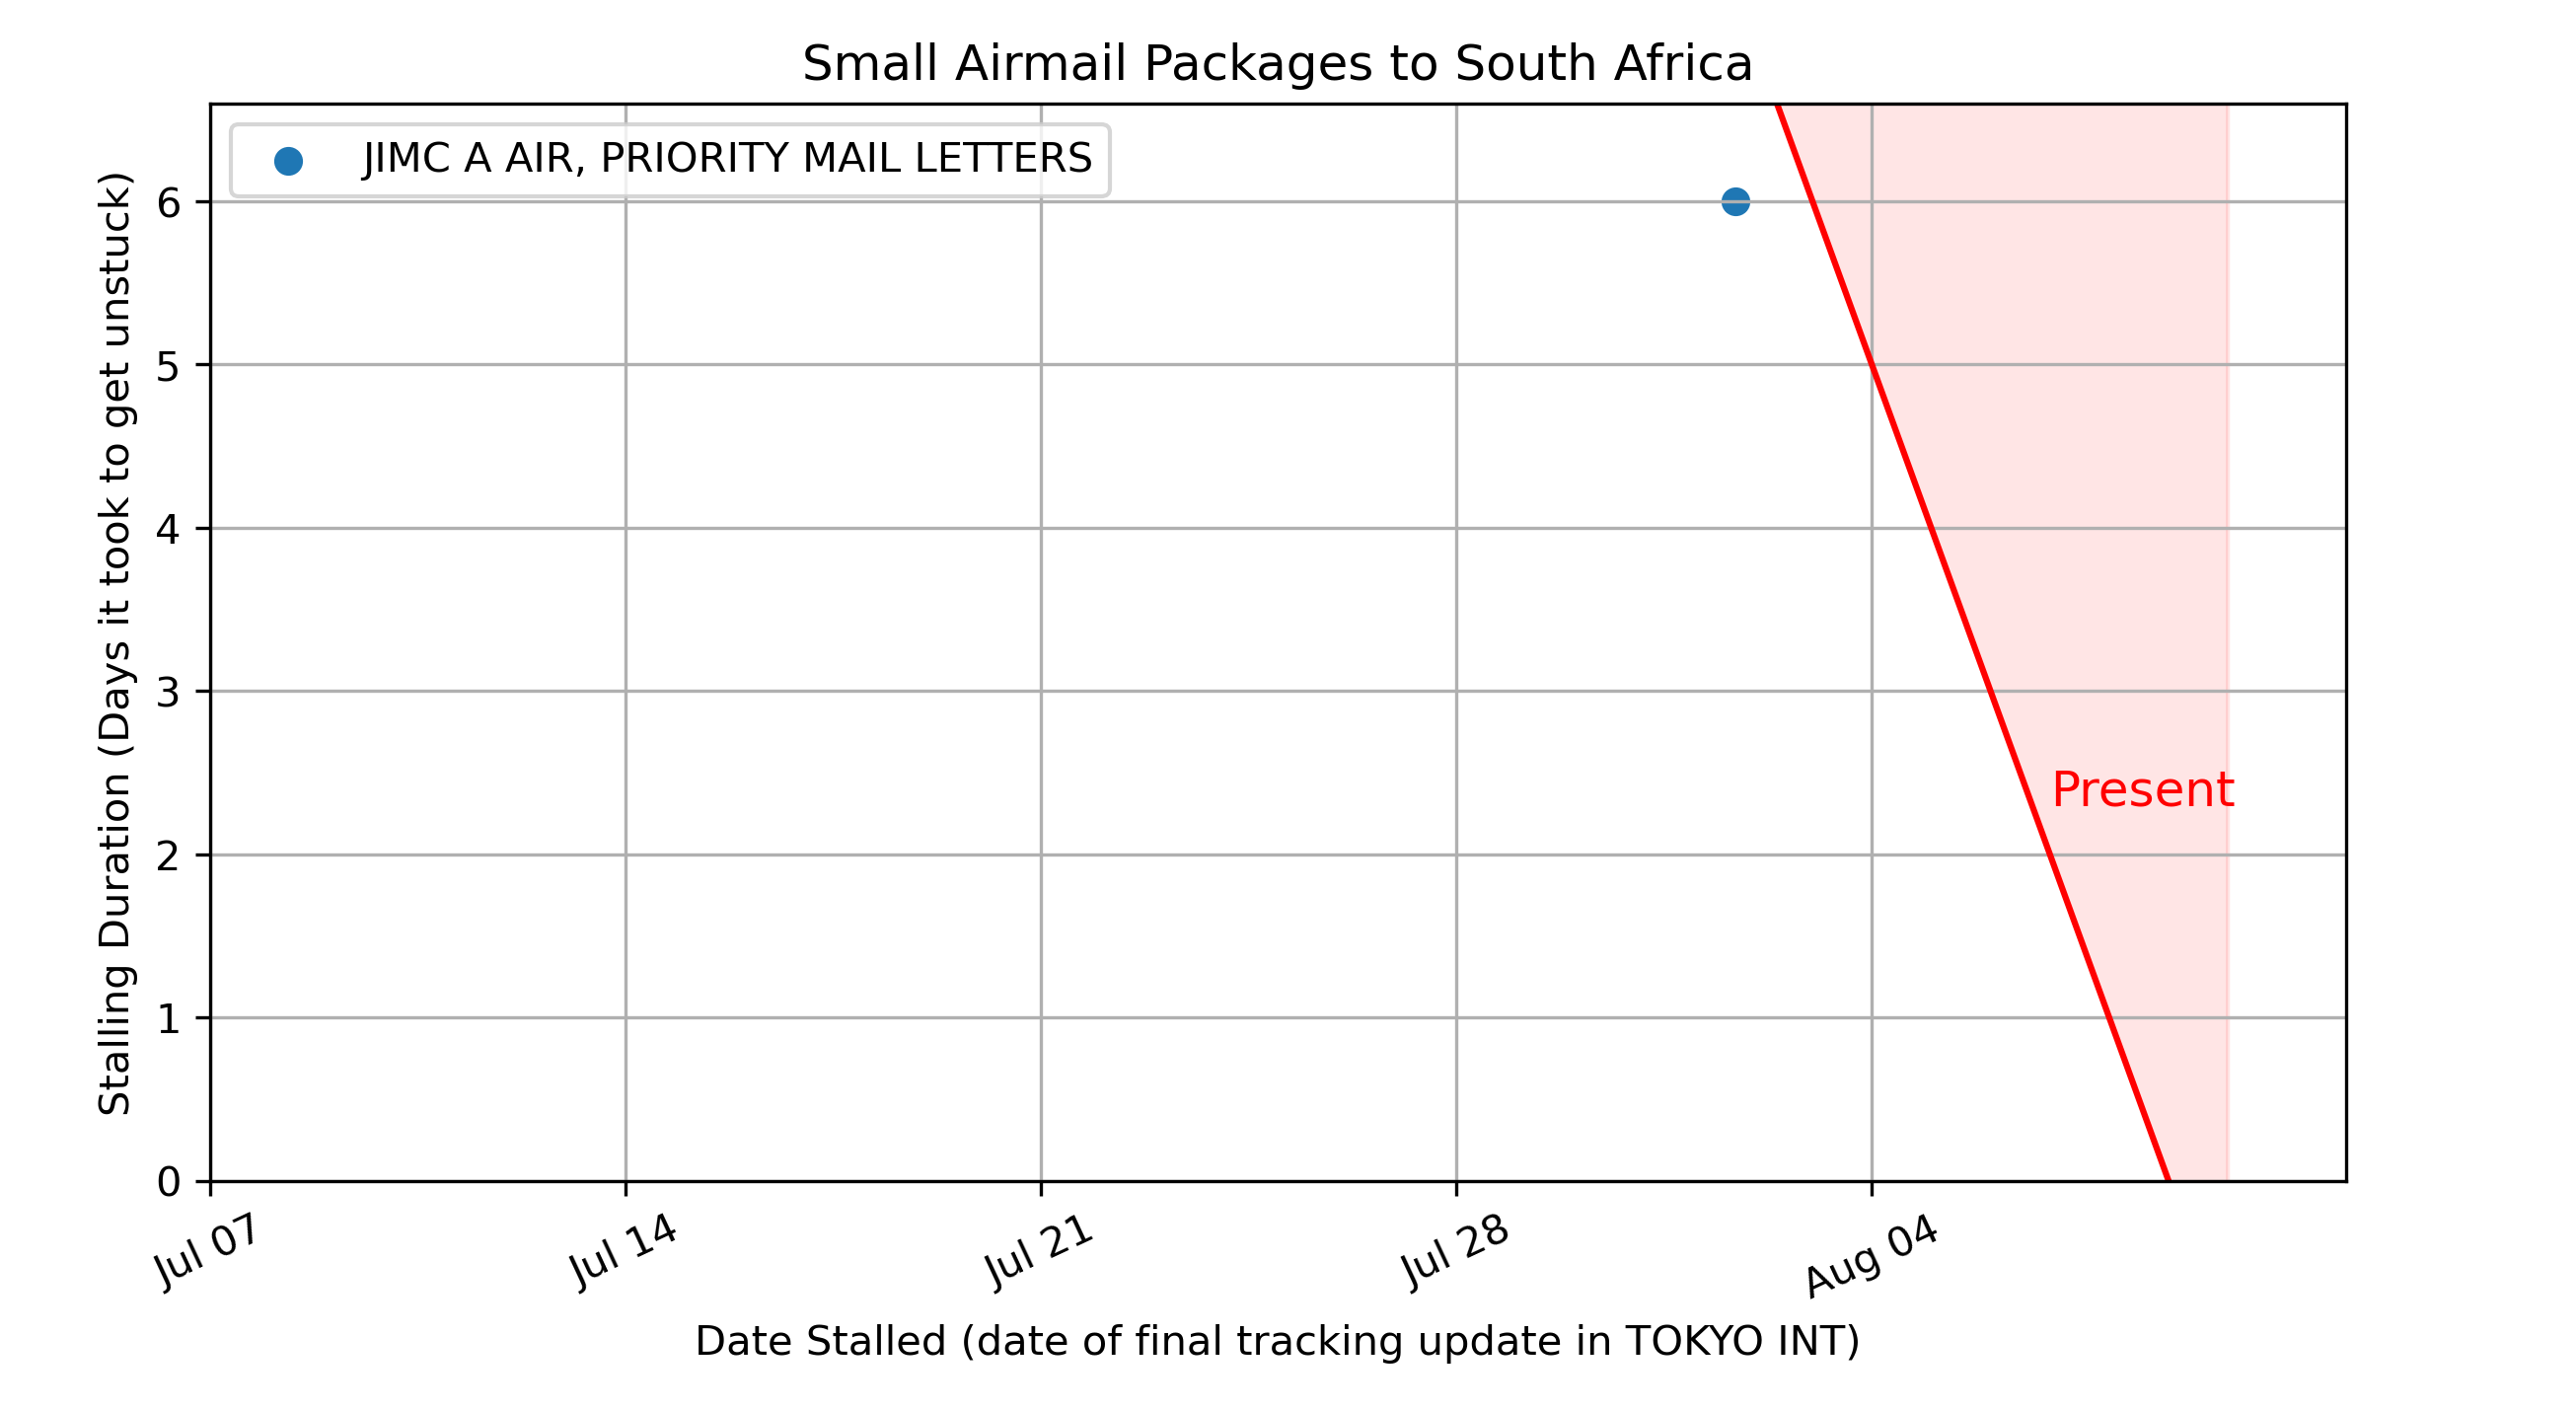 Small Airmail Packages to South Africa
JIMC A AIR, PRIORITY MAIL LETTERS
Stalling Duration (Days it took to get unstuck)
6
5
4
3
2
1
0
Present
Jul 07
Jul 14
Jul 21
Jul 28
Aug 04
Date Stalled (date of final tracking update in TOKYO INT)